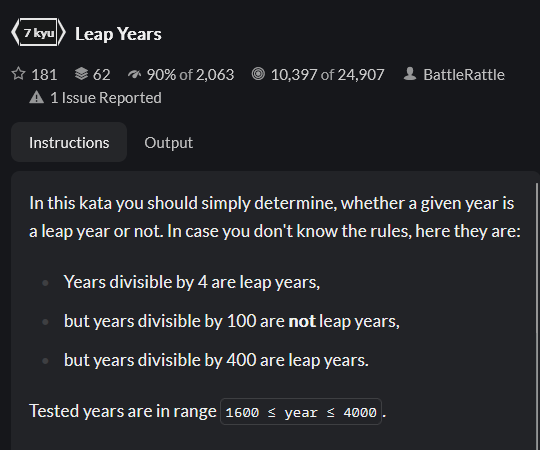 7 kyu Leap Years
181 62 90% of 2,063 10,397 of 24,907 BattleRattle
1 Issue Reported
Instructions Output
In this kata you should simply determine, whether a given year is
a leap year or not. In case you don't know the rules, here they are:
Years divisible by 4 are leap years,
but years divisible by 100 are not leap years,
but years divisible by 400 are leap years.
Tested years are in range 1600 ≤ year ≤ 4000.